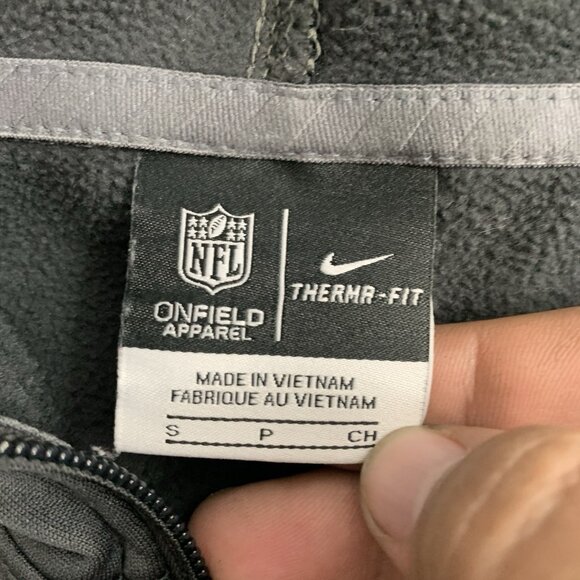 NFL
ONFIELD
APPAREL
THERMA-FIT
MADE IN VIETNAM
FABRIQUE AU VIETNAM
S P CH